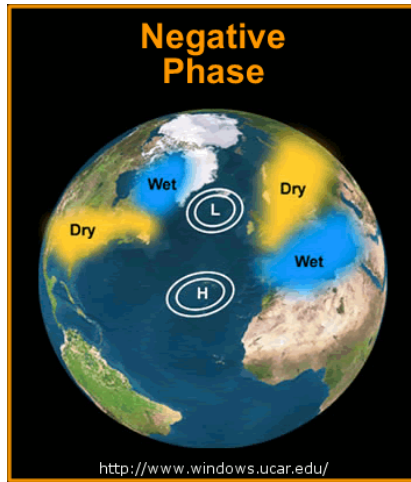 Negative
Phase
Wet
Dry
L
Dry
Wet
H
http://www.windows.ucar.edu/